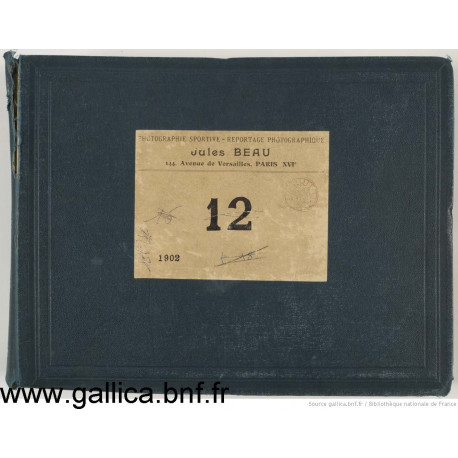 PHOTOGRAPHIE SPORTIVE - REPORTAGE PHOTOGRAPHIQUE
Jules BEAU
144, Avenue de Versailles, PARIS XVIe
12
1902
www.gallica.bnf.fr
Source gallica.bnf.fr / Bibliothèque nationale de France